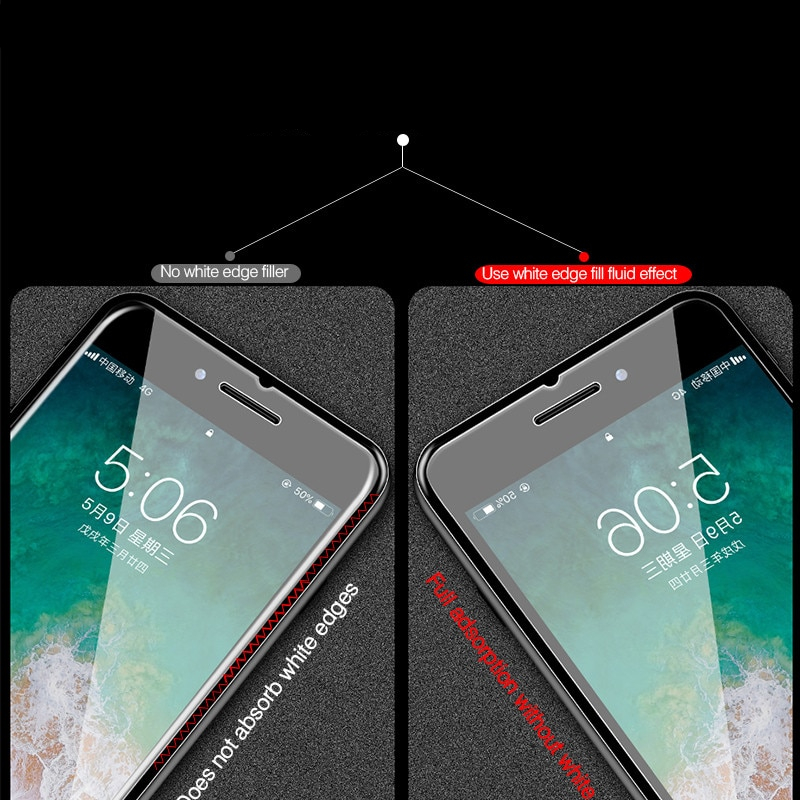 No white edge filler
Use white edge fill fluid effect
中国移动 4G
50%
5:06
5月9日 星期三
戊戌年三月廿四
Does not absorb white edges
中国移动 4G
50%
5:06
5月9日 星期三
戊戌年三月廿四
Full adsorption without white